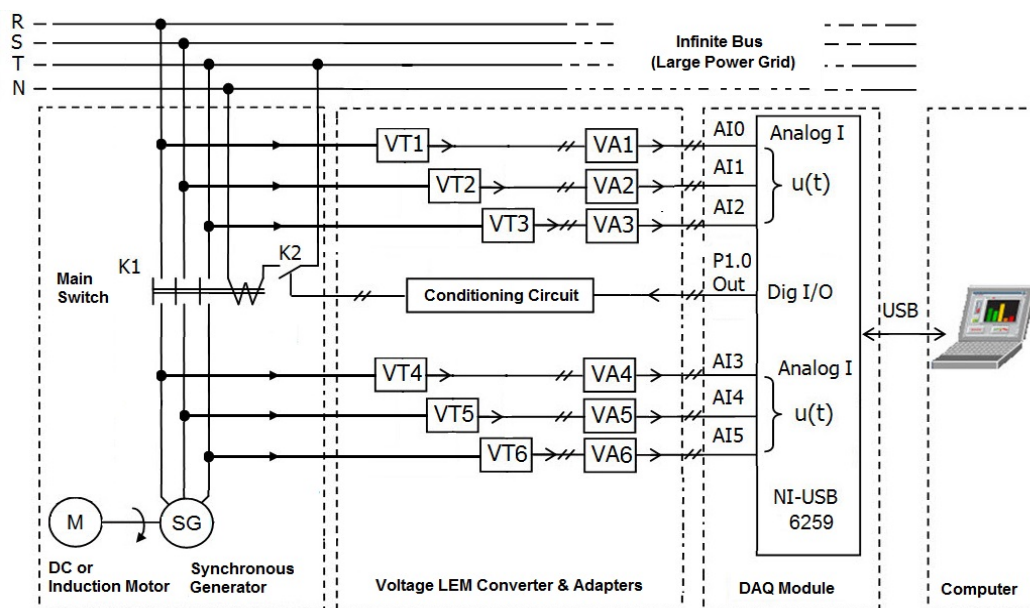 R
S
T
N
Infinite Bus
(Large Power Grid)
VT1
VA1
AI0
Analog I
VT2
VA2
AI1
u(t)
VT3
VA3
AI2
K1
K2
Main
Switch
Conditioning Circuit
P1.0
Out
Dig I/O
USB
VT4
VA4
AI3
Analog I
VT5
VA5
AI4
u(t)
VT6
VA6
AI5
NI-USB
6259
M
SG
DC or
Induction Motor
Synchronous
Generator
Voltage LEM Converter & Adapters
DAQ Module
Computer